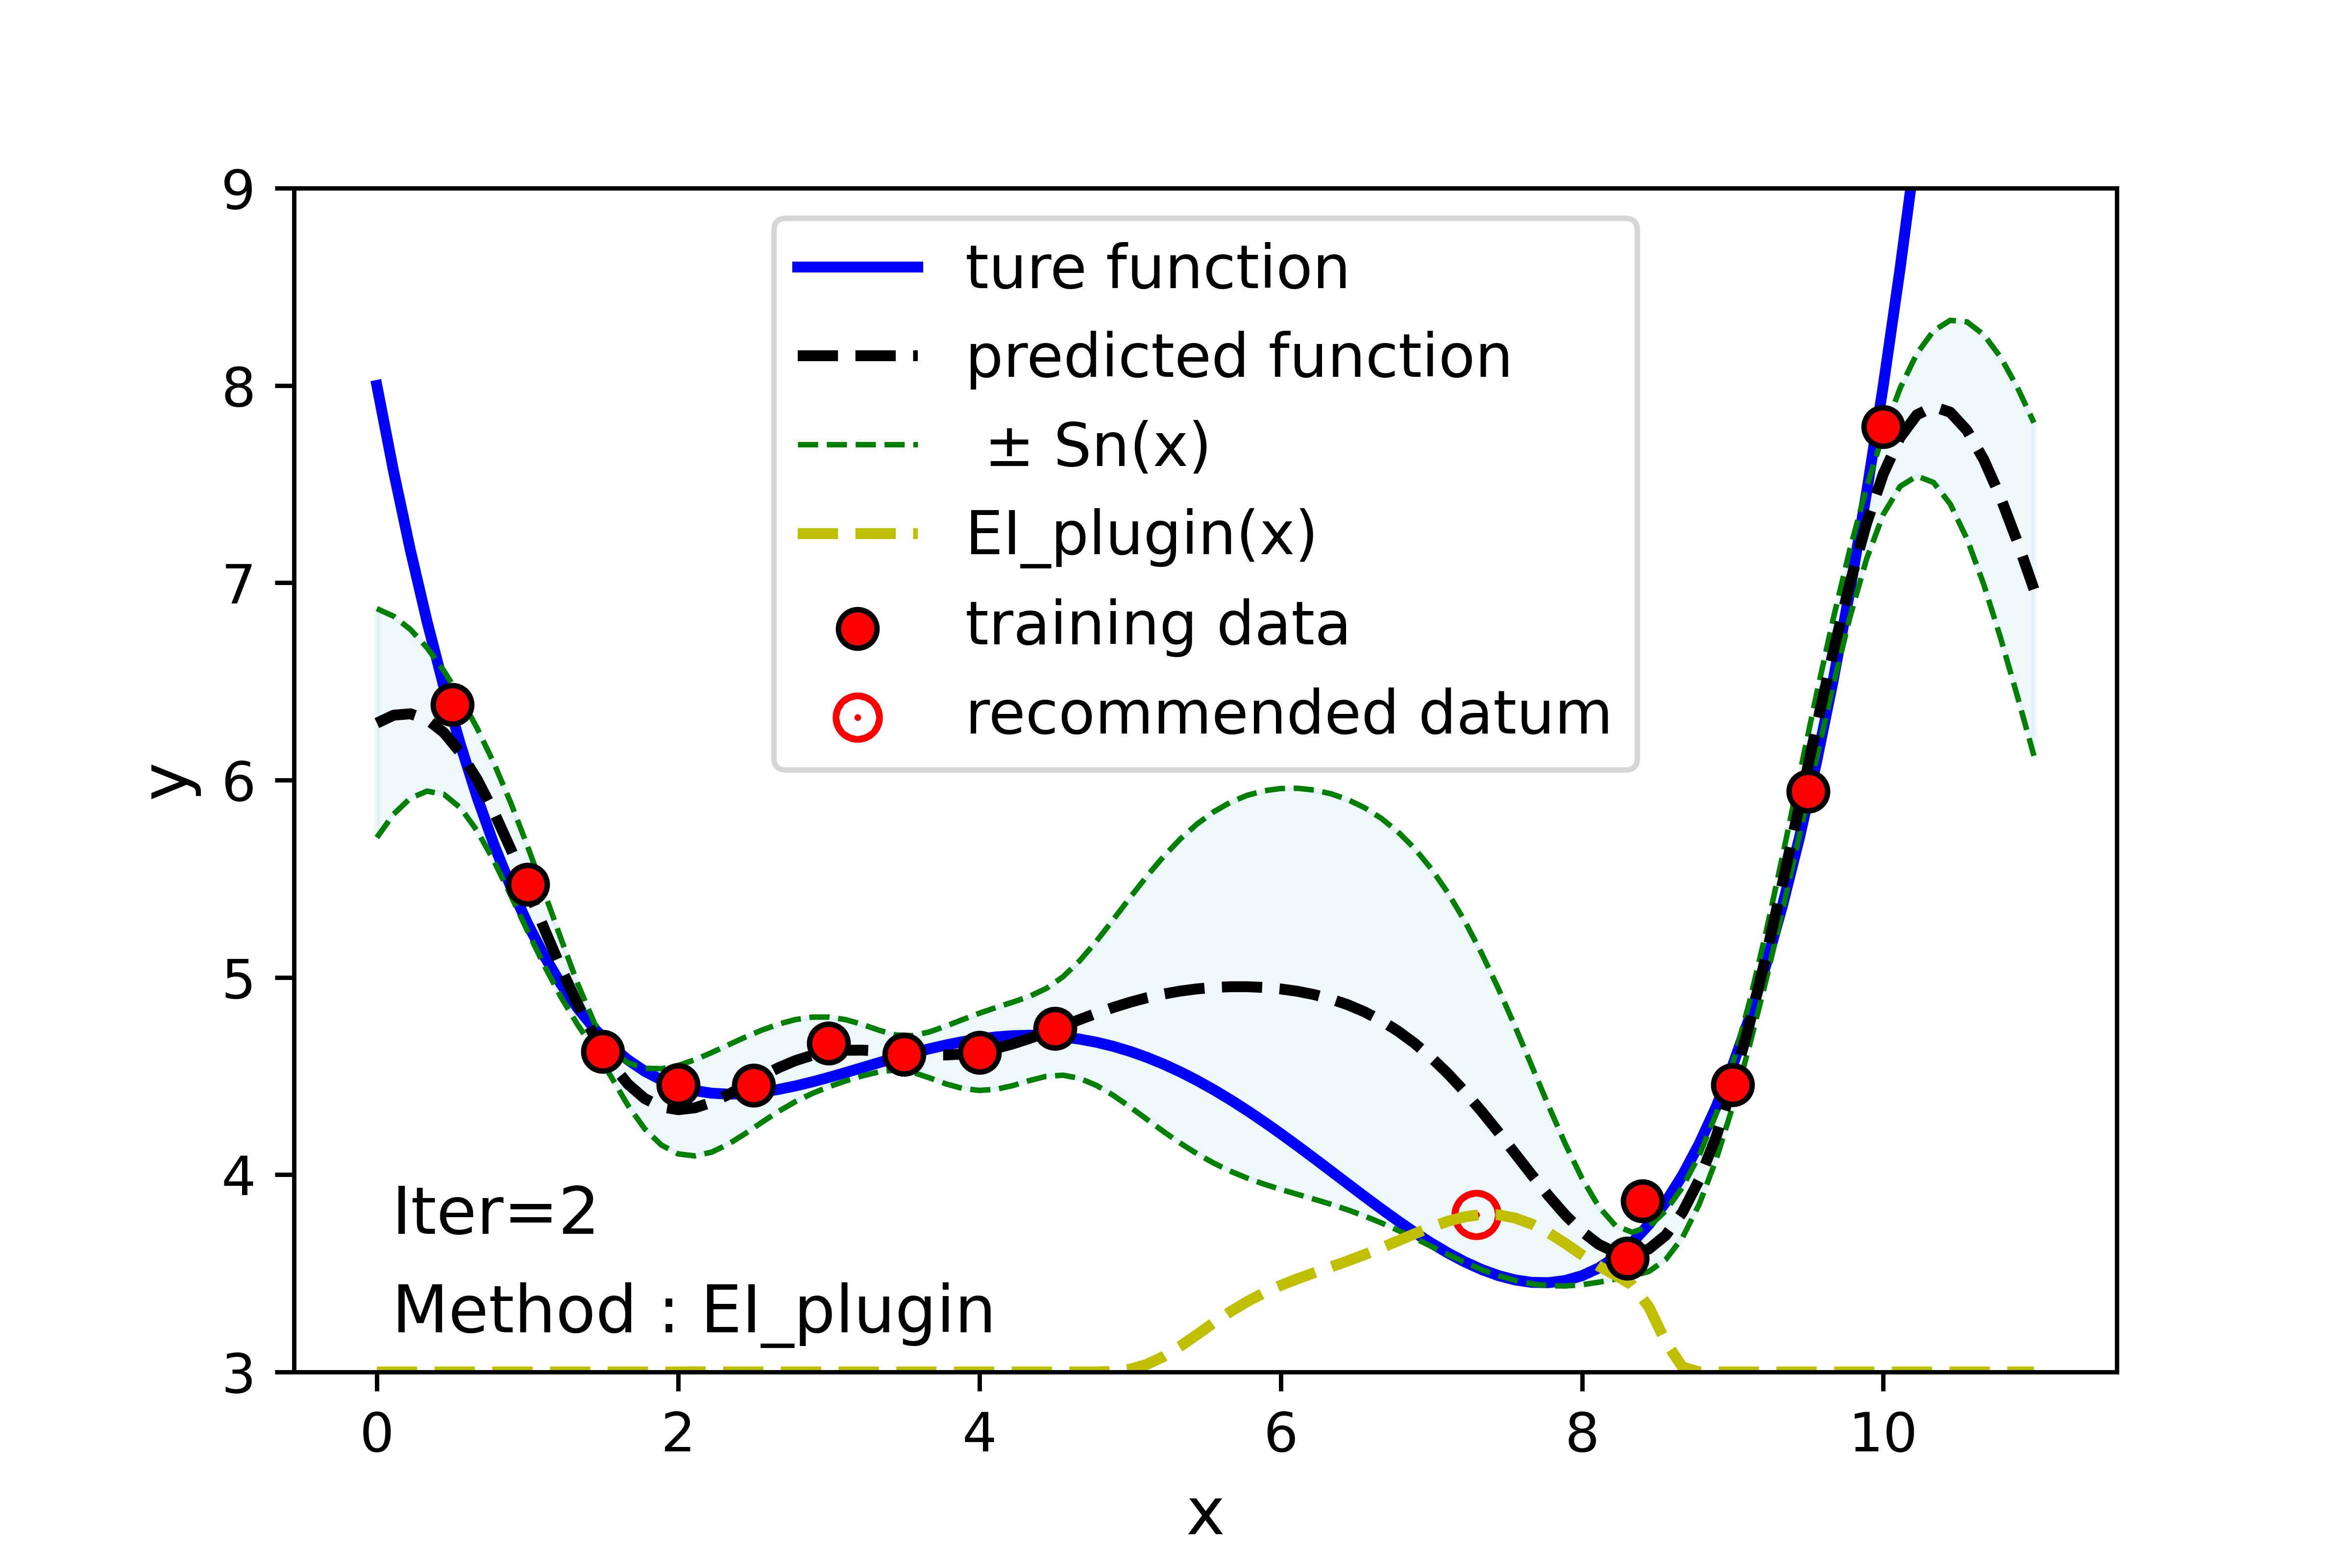 9
8
7
6
5
4
3
y
ture function
predicted function
± Sn(x)
EI_plugin(x)
training data
recommended datum
Iter=2
Method : EI_plugin
0 2 4 6 8 10
x